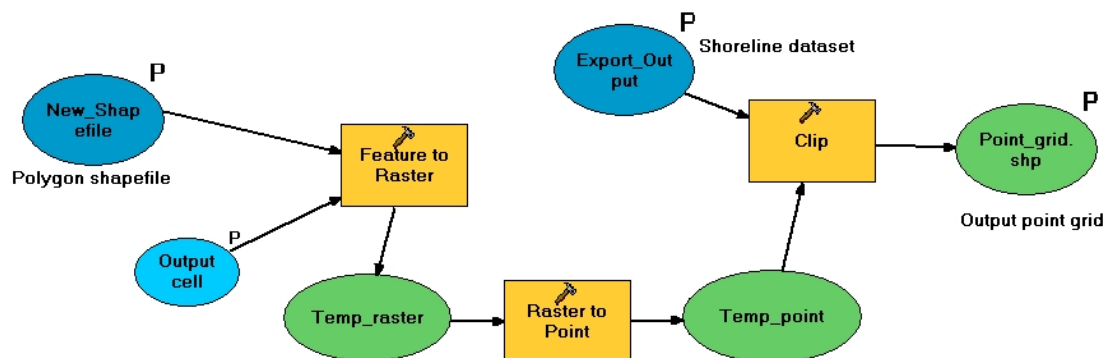 P
New_Shap
efile
Polygon shapefile
P
Output
cell
Feature to
Raster
Temp_raster
Raster to
Point
Temp_point
P
Shoreline dataset
Export_Out
put
Clip
P
Point_grid.
shp
Output point grid